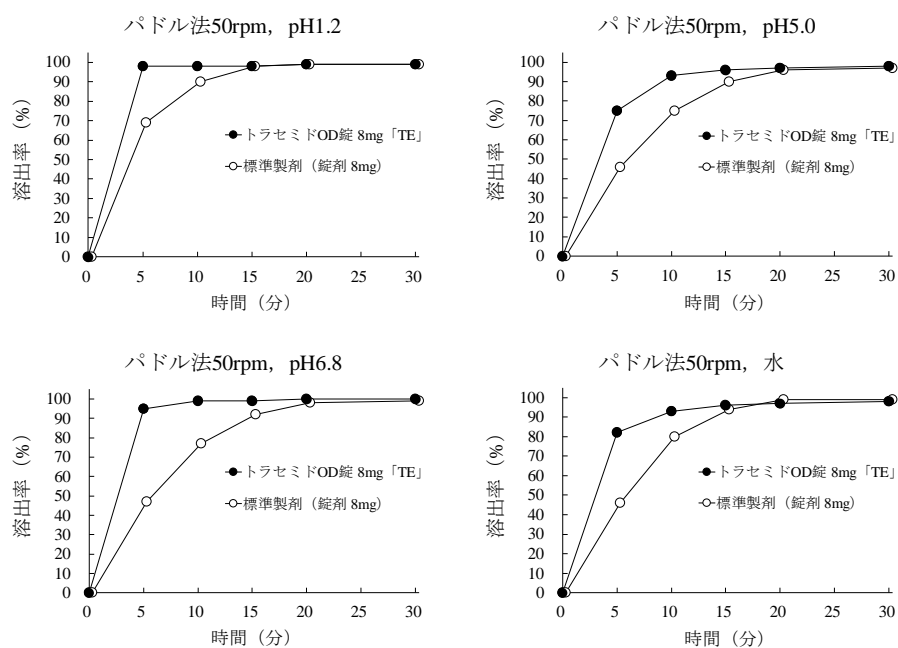 パドル法50rpm，pH1.2
溶出率（%）
100
90
80
70
60
50
40
30
20
10
0
トラセミドOD錠 8mg「TE」
標準製剤（錠剤 8mg）
0 5 10 15 20 25 30
時間（分）
パドル法50rpm，pH5.0
溶出率（%）
100
90
80
70
60
50
40
30
20
10
0
トラセミドOD錠 8mg「TE」
標準製剤（錠剤 8mg）
0 5 10 15 20 25 30
時間（分）
パドル法50rpm，pH6.8
溶出率（%）
100
90
80
70
60
50
40
30
20
10
0
トラセミドOD錠 8mg「TE」
標準製剤（錠剤 8mg）
0 5 10 15 20 25 30
時間（分）
パドル法50rpm，水
溶出率（%）
100
90
80
70
60
50
40
30
20
10
0
トラセミドOD錠 8mg「TE」
標準製剤（錠剤 8mg）
0 5 10 15 20 25 30
時間（分）